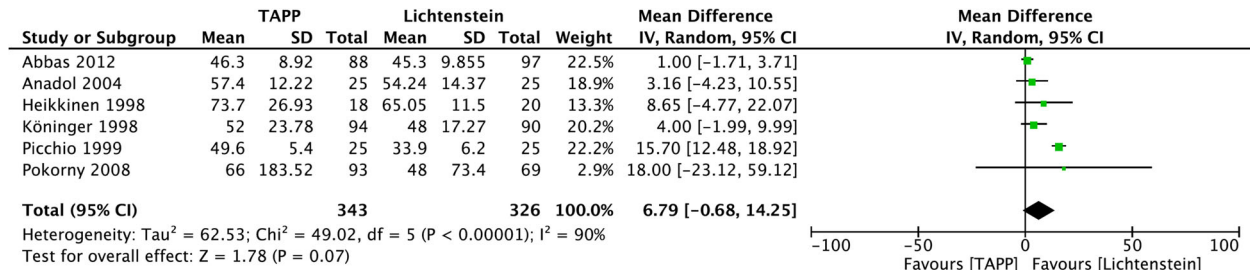 TAPP Lichtenstein Mean Difference Mean Difference
Study or Subgroup Mean SD Total Mean SD Total Weight IV, Random, 95% CI IV, Random, 95% CI
Abbas 2012 46.3 8.92 88 45.3 9.855 97 22.5% 1.00 [-1.71, 3.71]
Anadol 2004 57.4 12.22 25 54.24 14.37 25 18.9% 3.16 [-4.23, 10.55]
Heikkinen 1998 73.7 26.93 18 65.05 11.5 20 13.3% 8.65 [-4.77, 22.07]
Köninger 1998 52 23.78 94 48 17.27 90 20.2% 4.00 [-1.99, 9.99]
Picchio 1999 49.6 5.4 25 33.9 6.2 25 22.2% 15.70 [12.48, 18.92]
Pokorny 2008 66 183.52 93 48 73.4 69 2.9% 18.00 [-23.12, 59.12]
Total (95% CI) 343 326 100.0% 6.79 [-0.68, 14.25]
Heterogeneity: Tau² = 62.53; Chi² = 49.02, df = 5 (P < 0.00001); I² = 90%
Test for overall effect: Z = 1.78 (P = 0.07)
-100 -50 0 50 100
Favours [TAPP] Favours [Lichtenstein]